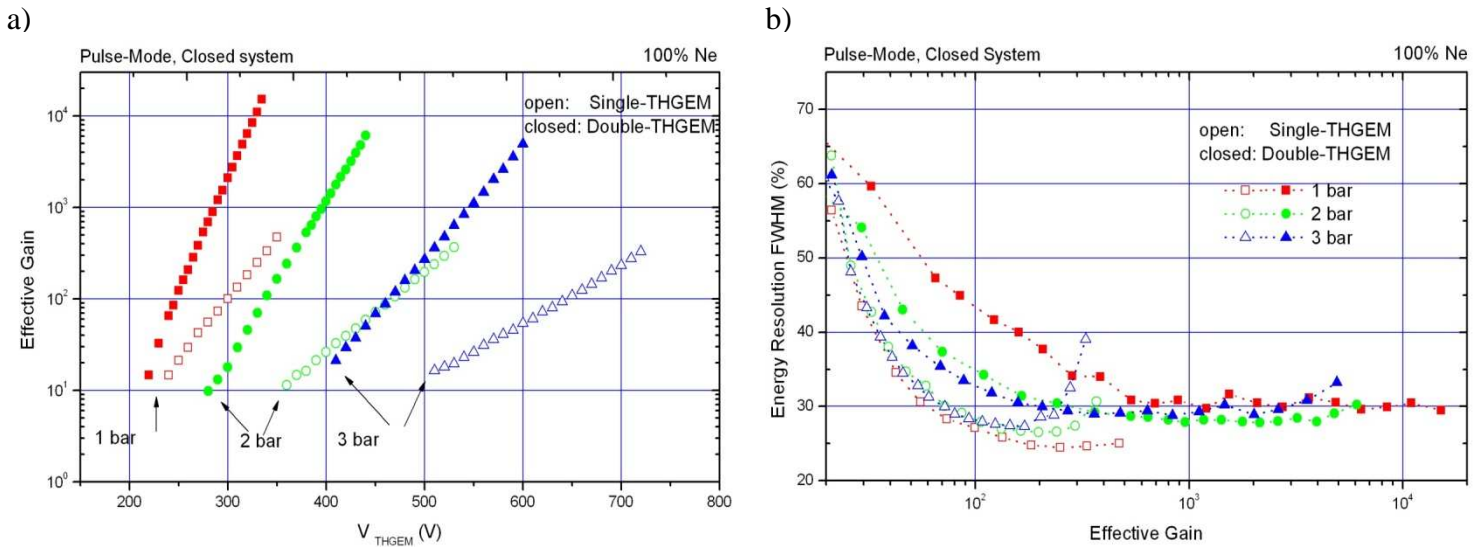 a)
Pulse-Mode, Closed system 100% Ne
open: Single-THGEM
closed: Double-THGEM
10^4
10^3
10^2
10^1
10^0
Effective Gain
1 bar
2 bar
3 bar
200 300 400 500 600 700 800
V THGEM (V)
b)
Pulse-Mode, Closed System 100% Ne
open: Single-THGEM
closed: Double-THGEM
1 bar
2 bar
3 bar
70
60
50
40
30
20
Energy Resolution FWHM (%)
10^2 10^3 10^4
Effective Gain